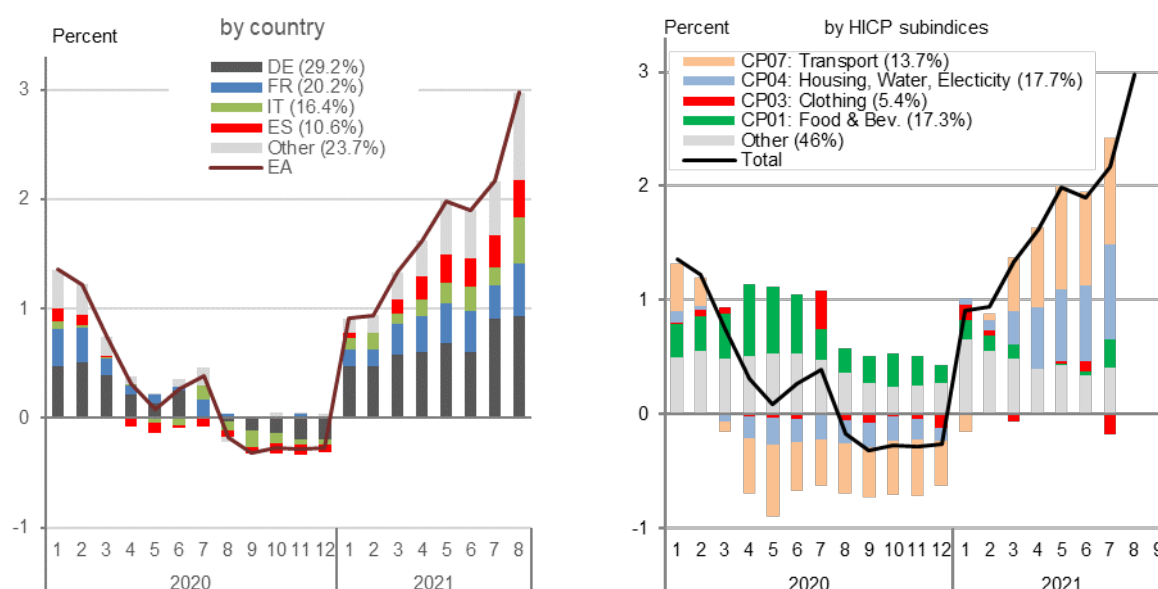 by country
Percent
DE (29.2%)
FR (20.2%)
IT (16.4%)
ES (10.6%)
Other (23.7%)
EA
3
2
1
0
-1
1 2 3 4 5 6 7 8 9 10 11 12 1 2 3 4 5 6 7 8
2020 2021
Percent by HICP subindices
CP07: Transport (13.7%)
CP04: Housing, Water, Electicity (17.7%)
CP03: Clothing (5.4%)
CP01: Food & Bev. (17.3%)
Other (46%)
Total
3
2
1
0
-1
1 2 3 4 5 6 7 8 9 10 11 12 1 2 3 4 5 6 7 8 9
2020 2021